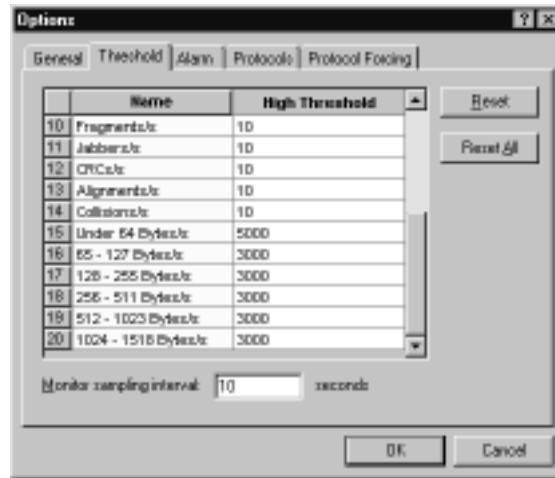 Options
General Threshold Alarm Protocols Protocol Forcing
Name High Threshold
10 Fragments/s 10
11 Jabbers/s 10
12 CRCs/s 10
13 Alignments/s 10
14 Collisions/s 10
15 Under 64 Bytes/s 5000
16 65 - 127 Bytes/s 3000
17 128 - 255 Bytes/s 3000
18 256 - 511 Bytes/s 3000
19 512 - 1023 Bytes/s 3000
20 1024 - 1518 Bytes/s 3000
Reset
Reset All
Monitor sampling interval: 10 seconds
OK Cancel